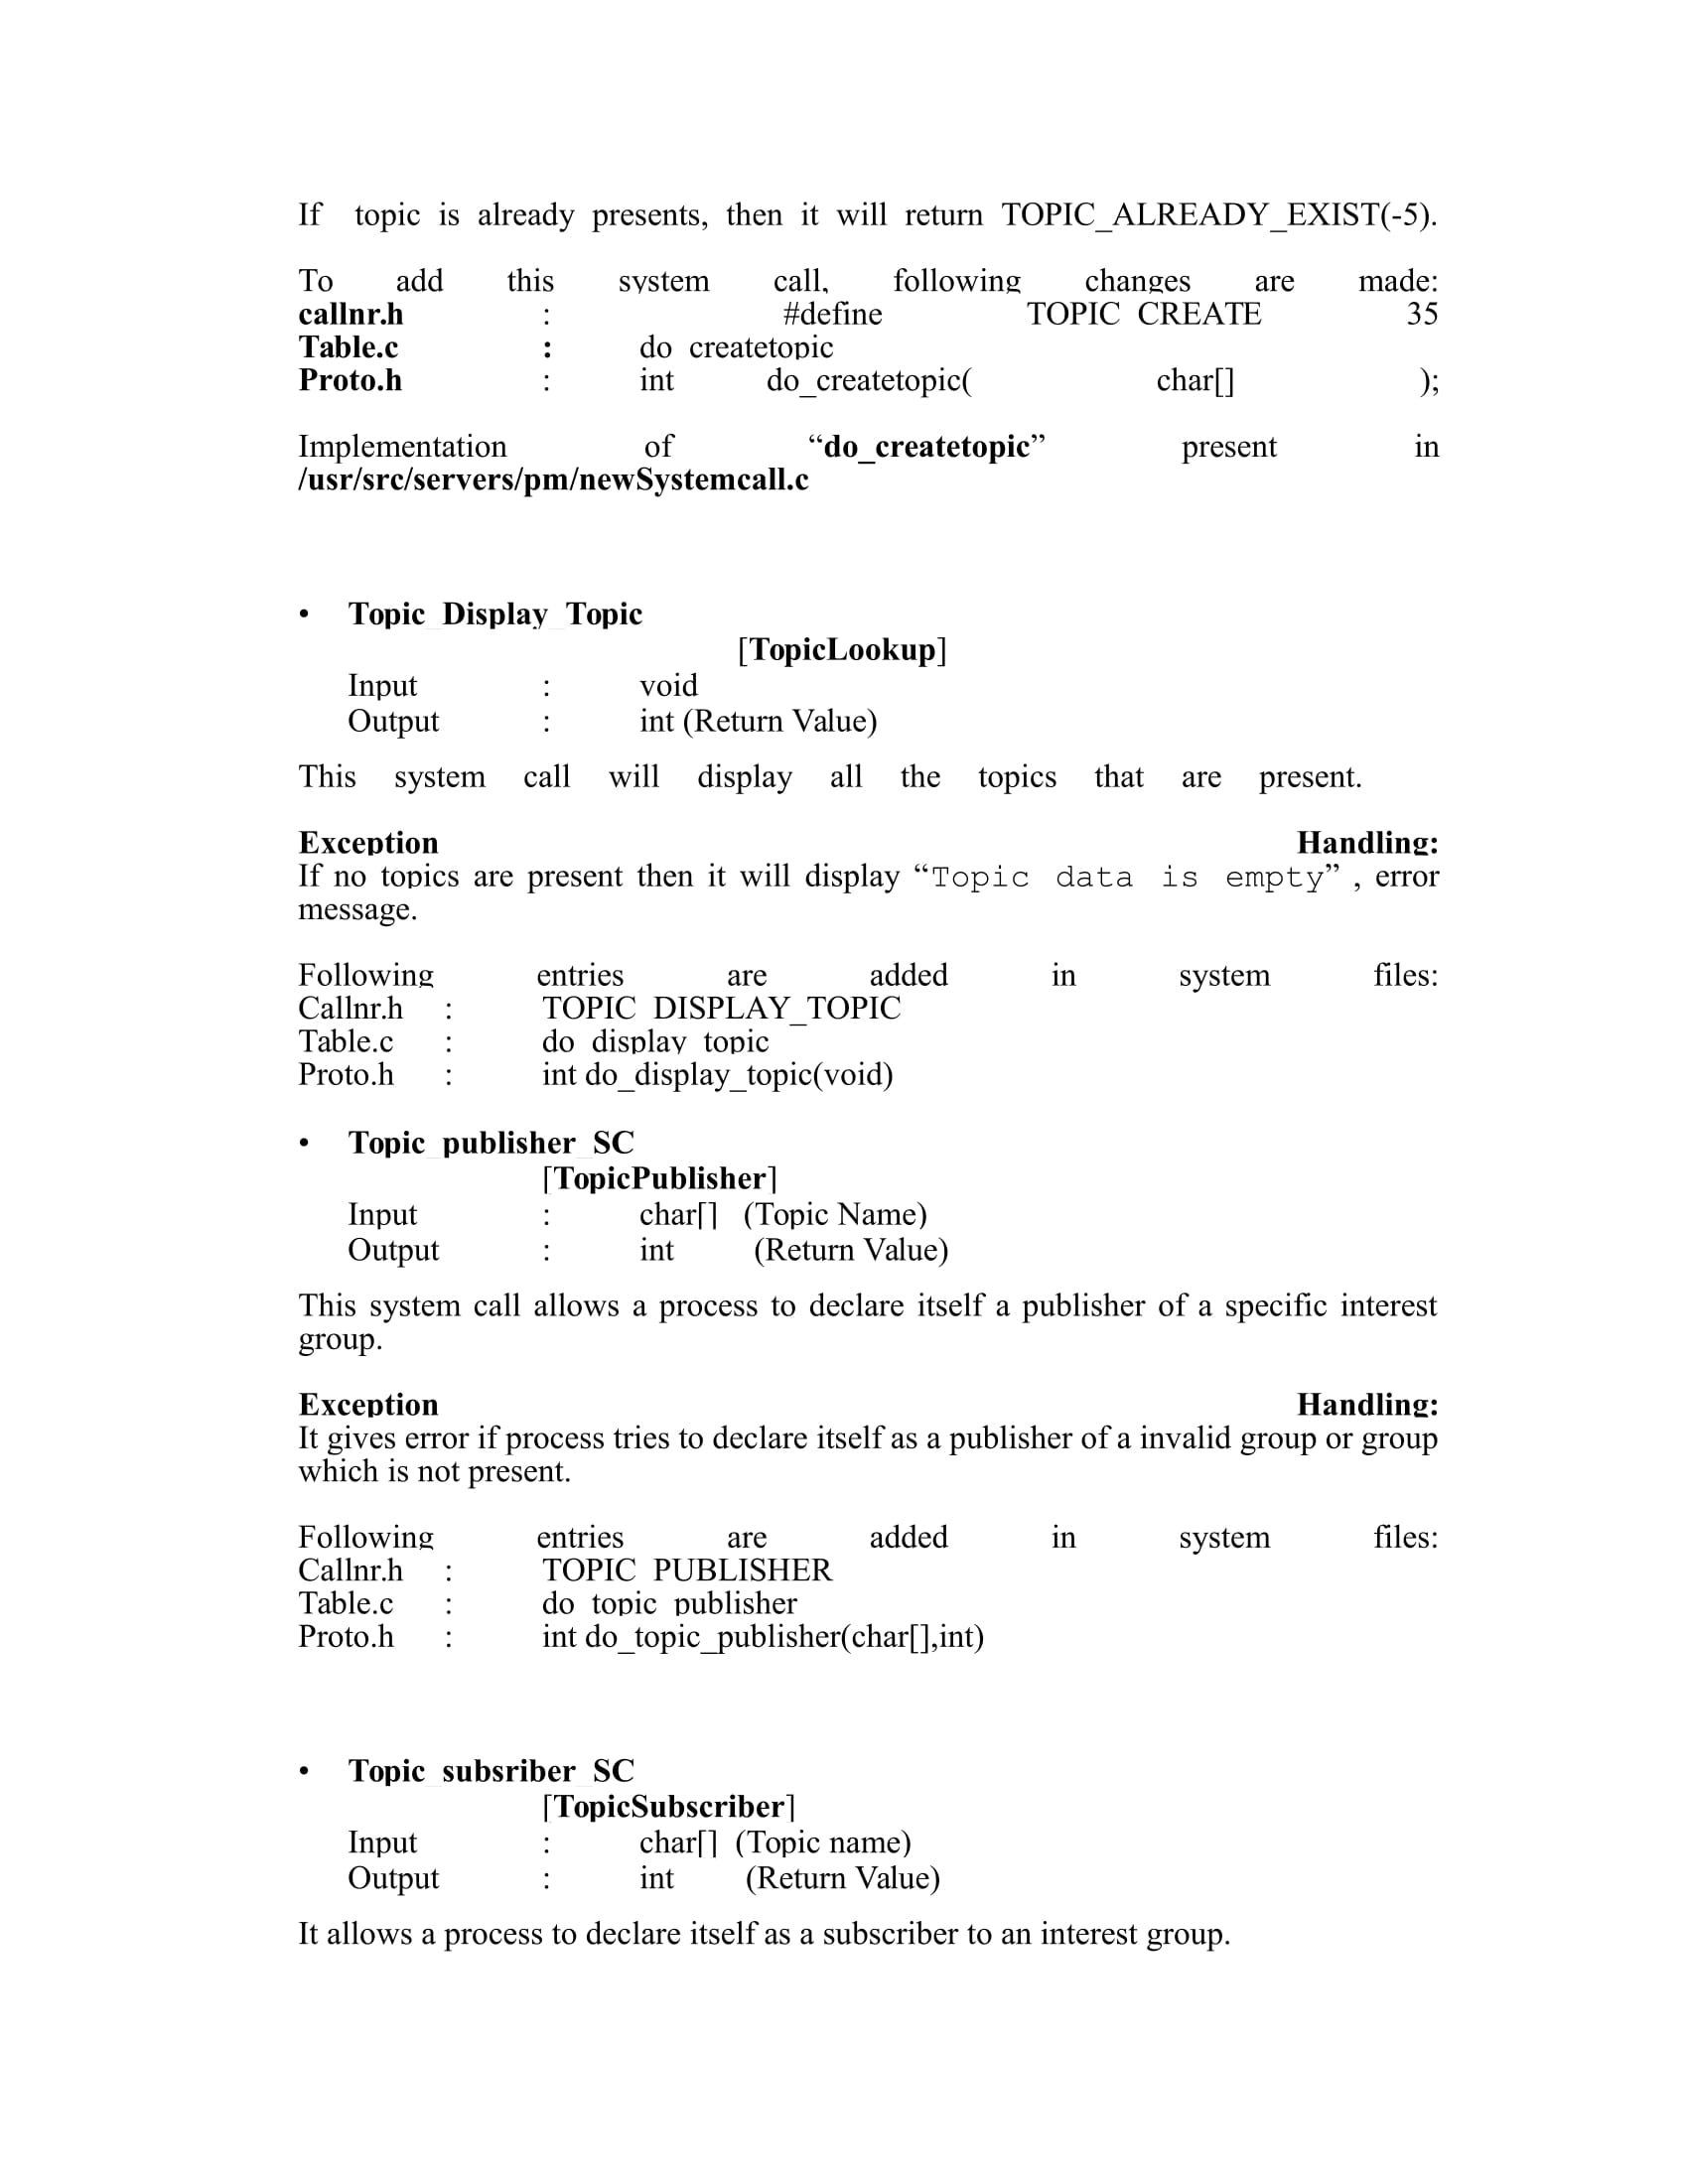 If topic is already presents, then it will return TOPIC_ALREADY_EXIST(-5).
To add this system call, following changes are made:
callnr.h : #define TOPIC_CREATE 35
Table.c : do_createtopic
Proto.h : int do_createtopic( char[] );
Implementation of “do_createtopic” present in
/usr/src/servers/pm/newSystemcall.c
• Topic_Display_Topic
[TopicLookup]
Input : void
Output : int (Return Value)
This system call will display all the topics that are present.
Exception Handling:
If no topics are present then it will display “Topic data is empty” , error
message.
Following entries are added in system files:
Callnr.h : TOPIC_DISPLAY_TOPIC
Table.c : do_display_topic
Proto.h : int do_display_topic(void)
• Topic_publisher_SC
[TopicPublisher]
Input : char[] (Topic Name)
Output : int (Return Value)
This system call allows a process to declare itself a publisher of a specific interest
group.
Exception Handling:
It gives error if process tries to declare itself as a publisher of a invalid group or group
which is not present.
Following entries are added in system files:
Callnr.h : TOPIC_PUBLISHER
Table.c : do_topic_publisher
Proto.h : int do_topic_publisher(char[],int)
• Topic_subsriber_SC
[TopicSubscriber]
Input : char[] (Topic name)
Output : int (Return Value)
It allows a process to declare itself as a subscriber to an interest group.